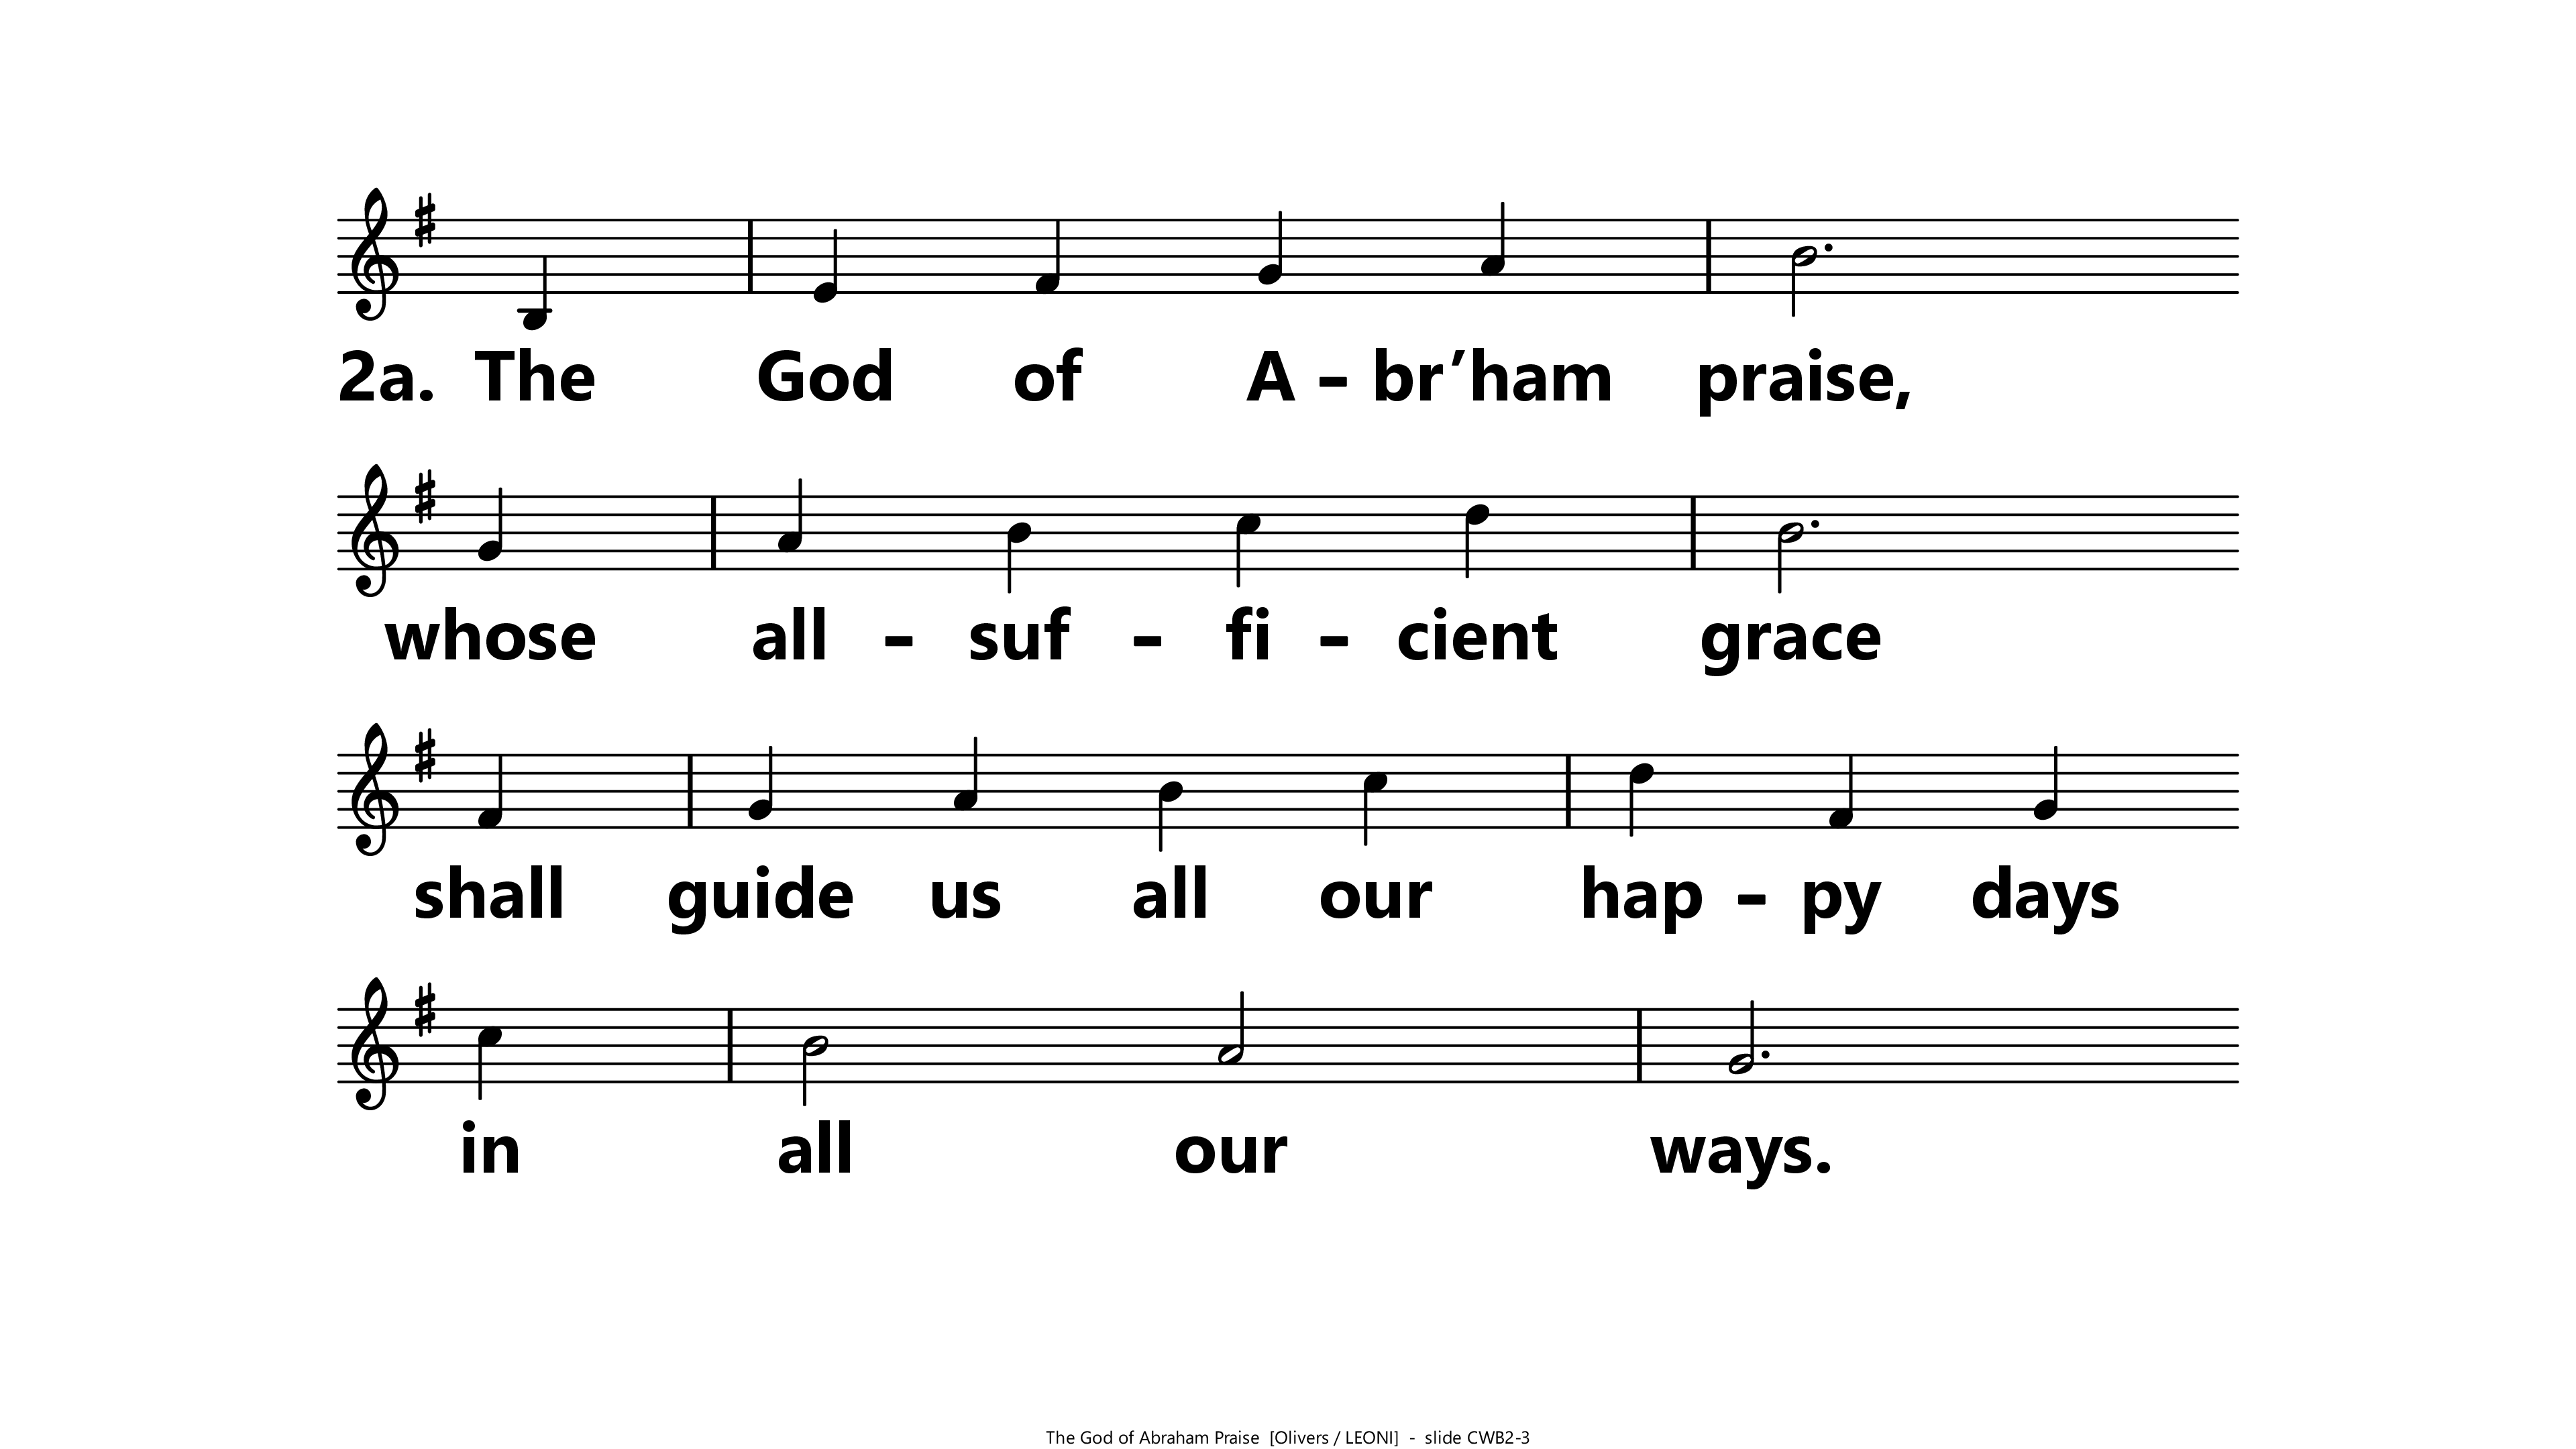 2a. The God of A - br’ham praise,
whose all - suf - fi - cient grace
shall guide us all our hap - py days
in all our ways.
The God of Abraham Praise [Olivers / LEONI] - slide CWB2-3